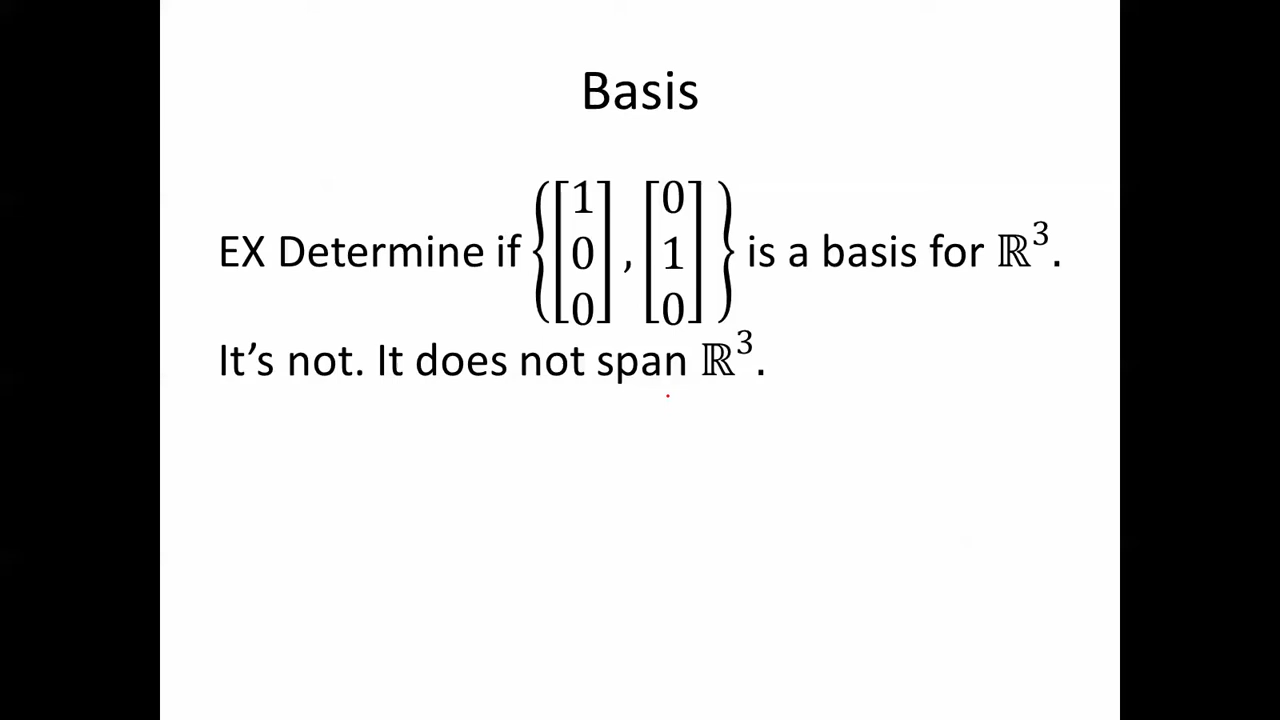 Basis
EX Determine if {[1 0 0], [0 1 0]} is a basis for ℝ³.
It’s not. It does not span ℝ³.